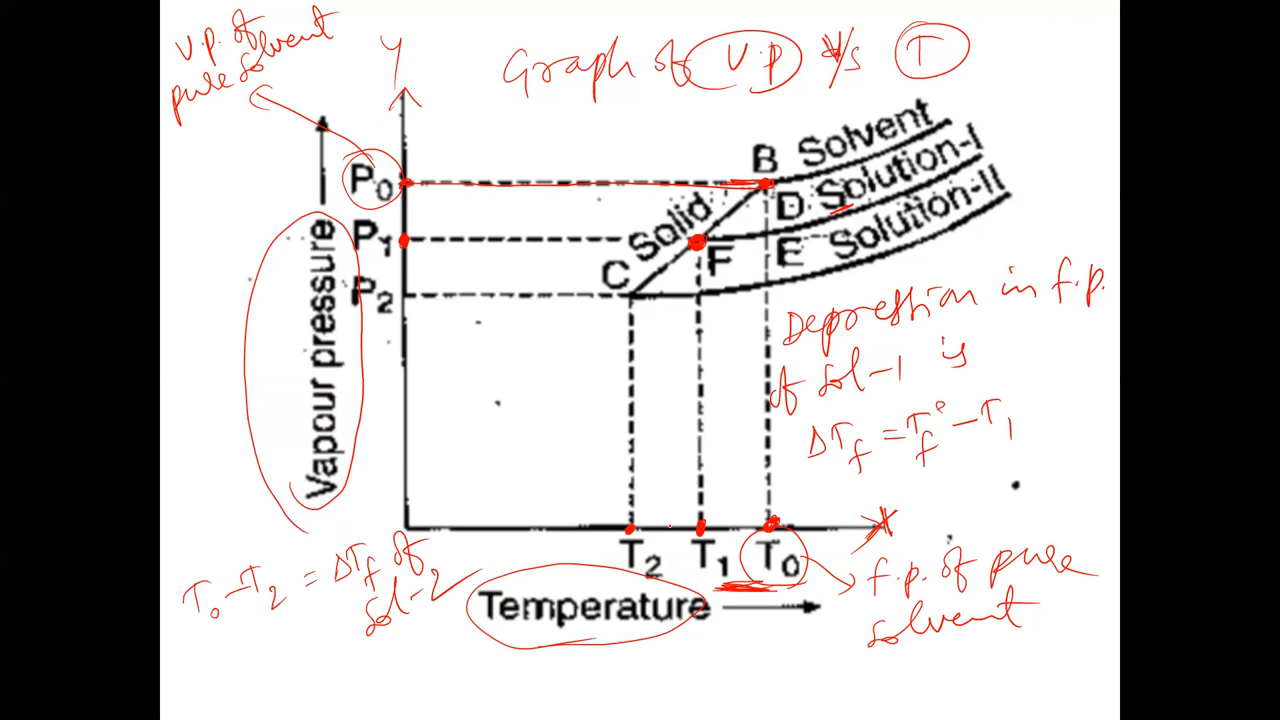 v.p. of
pure solvent
Y
Graph of V.P v/s T
P0
P1
P2
Vapour pressure
B Solvent
D Solution-I
E Solution-II
Solid
F
C
Depression in f.p.
of sol-1 is
ΔTf = Tf° - T1
T2 T1 T0
Temperature
T0 - T2 = ΔTf of
sol-2
f.p. of pure
solvent